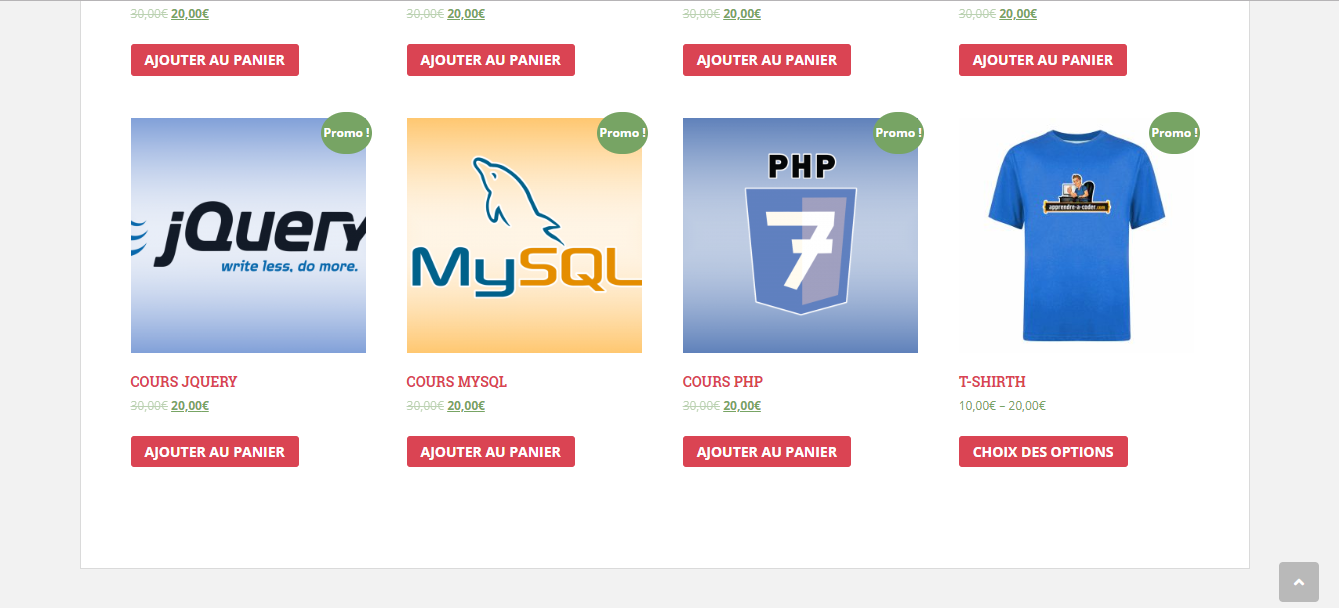 30,00€ 20,00€ 30,00€ 20,00€ 30,00€ 20,00€ 30,00€ 20,00€
AJOUTER AU PANIER AJOUTER AU PANIER AJOUTER AU PANIER AJOUTER AU PANIER
Promo ! Promo ! Promo ! Promo !
PHP
7
apprendre-a-coder.com
jQuery
write less, do more.
MySQL
COURS JQUERY COURS MYSQL COURS PHP T-SHIRTH
30,00€ 20,00€ 30,00€ 20,00€ 30,00€ 20,00€ 10,00€ – 20,00€
AJOUTER AU PANIER AJOUTER AU PANIER AJOUTER AU PANIER CHOIX DES OPTIONS